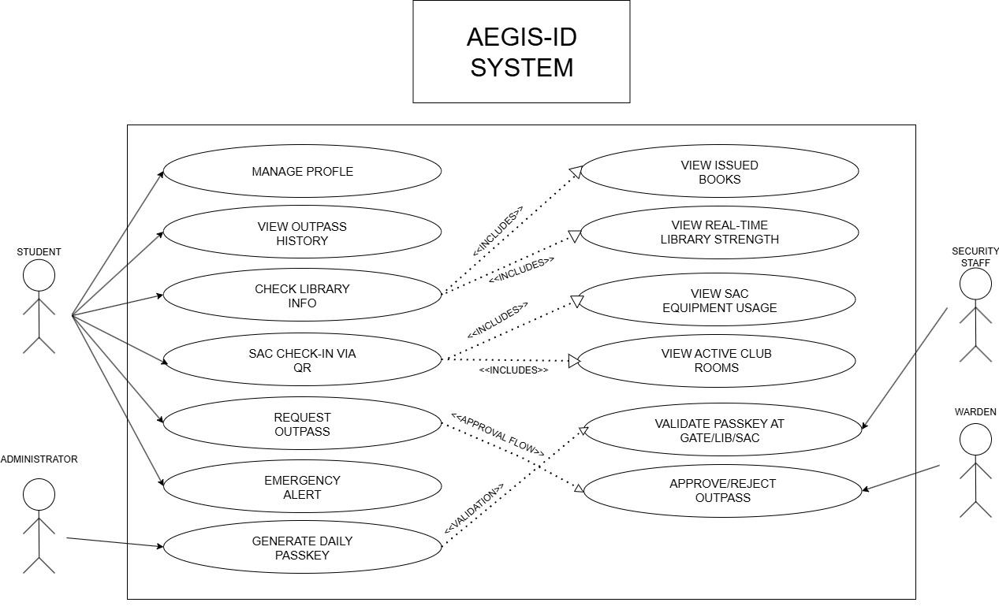 AEGIS-ID
SYSTEM
MANAGE PROFLE
VIEW OUTPASS
HISTORY
CHECK LIBRARY
INFO
SAC CHECK-IN VIA
QR
REQUEST
OUTPASS
EMERGENCY
ALERT
GENERATE DAILY
PASSKEY
<<INCLUDES>>
<<INCLUDES>>
<<INCLUDES>>
<<INCLUDES>>
<<APPROVAL FLOW>>
<<VALIDATION>>
VIEW ISSUED
BOOKS
VIEW REAL-TIME
LIBRARY STRENGTH
VIEW SAC
EQUIPMENT USAGE
VIEW ACTIVE CLUB
ROOMS
VALIDATE PASSKEY AT
GATE/LIB/SAC
APPROVE/REJECT
OUTPASS
STUDENT
ADMINISTRATOR
SECURITY
STAFF
WARDEN